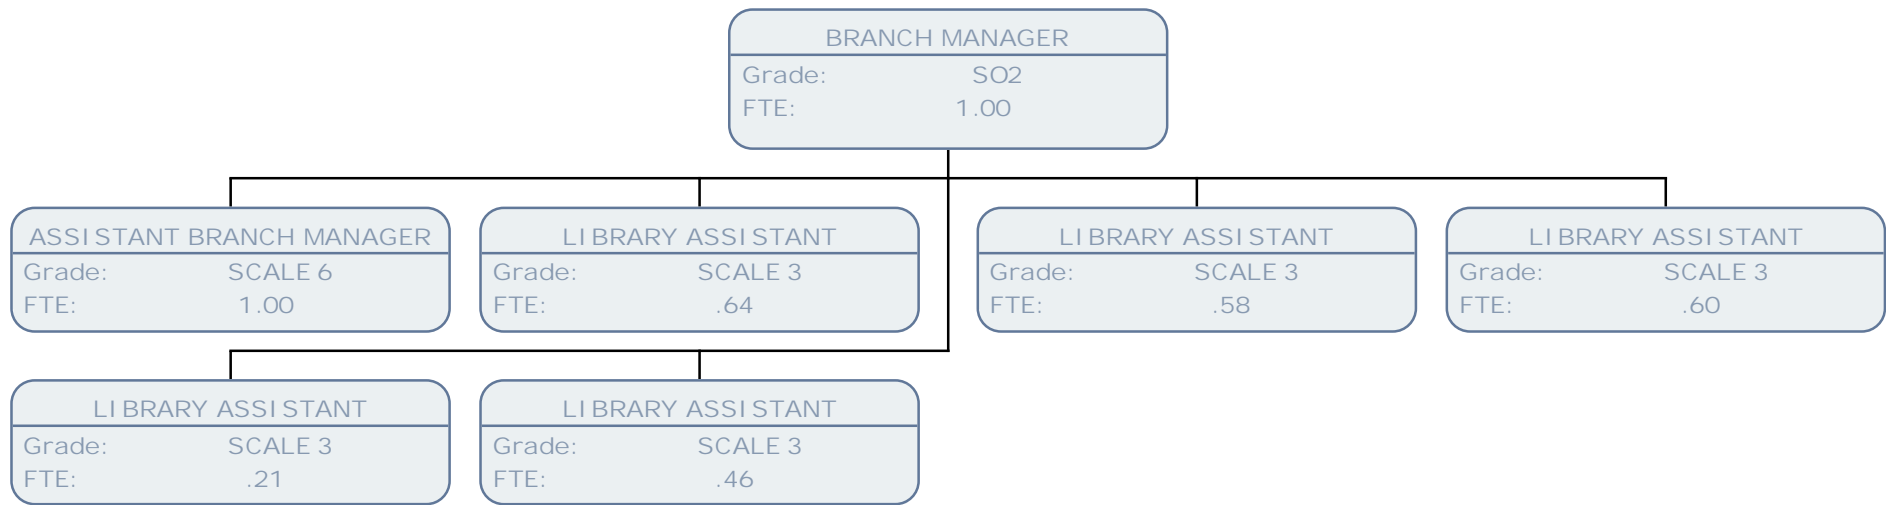 BRANCH MANAGER
Grade: SO2
FTE: 1.00
ASSISTANT BRANCH MANAGER
Grade: SCALE 6
FTE: 1.00
LIBRARY ASSISTANT
Grade: SCALE 3
FTE: .64
LIBRARY ASSISTANT
Grade: SCALE 3
FTE: .58
LIBRARY ASSISTANT
Grade: SCALE 3
FTE: .60
LIBRARY ASSISTANT
Grade: SCALE 3
FTE: .21
LIBRARY ASSISTANT
Grade: SCALE 3
FTE: .46